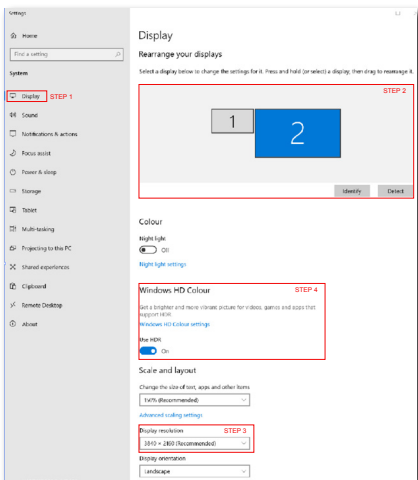 Settings
Home
Find a setting
System
Display STEP 1
Sound
Notifications & actions
Focus assist
Power & sleep
Storage
Tablet
Multi-tasking
Projecting to this PC
Shared experiences
Clipboard
Remote Desktop
About
Display
Rearrange your displays
Select a display below to change the settings for it. Press and hold (or select) a display, then drag to rearrange it.
STEP 2
1 2
Identify Detect
Colour
Night light
Off
Night light settings
Windows HD Colour STEP 4
Get a brighter and more vibrant picture for videos, games and apps that
support HDR.
Windows HD Colour settings
Use HDR
On
Scale and layout
Change the size of text, apps and other items
150% (Recommended)
Advanced scaling settings
Display resolution STEP 3
3840 × 2160 (Recommended)
Display orientation
Landscape